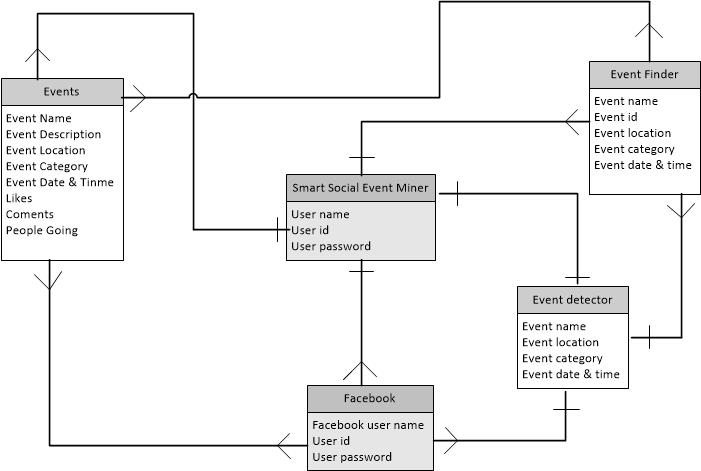 Events
Event Name
Event Description
Event Location
Event Category
Event Date & Tinme
Likes
Coments
People Going
Event Finder
Event name
Event id
Event location
Event category
Event date & time
Smart Social Event Miner
User name
User id
User password
Event detector
Event name
Event location
Event category
Event date & time
Facebook
Facebook user name
User id
User password